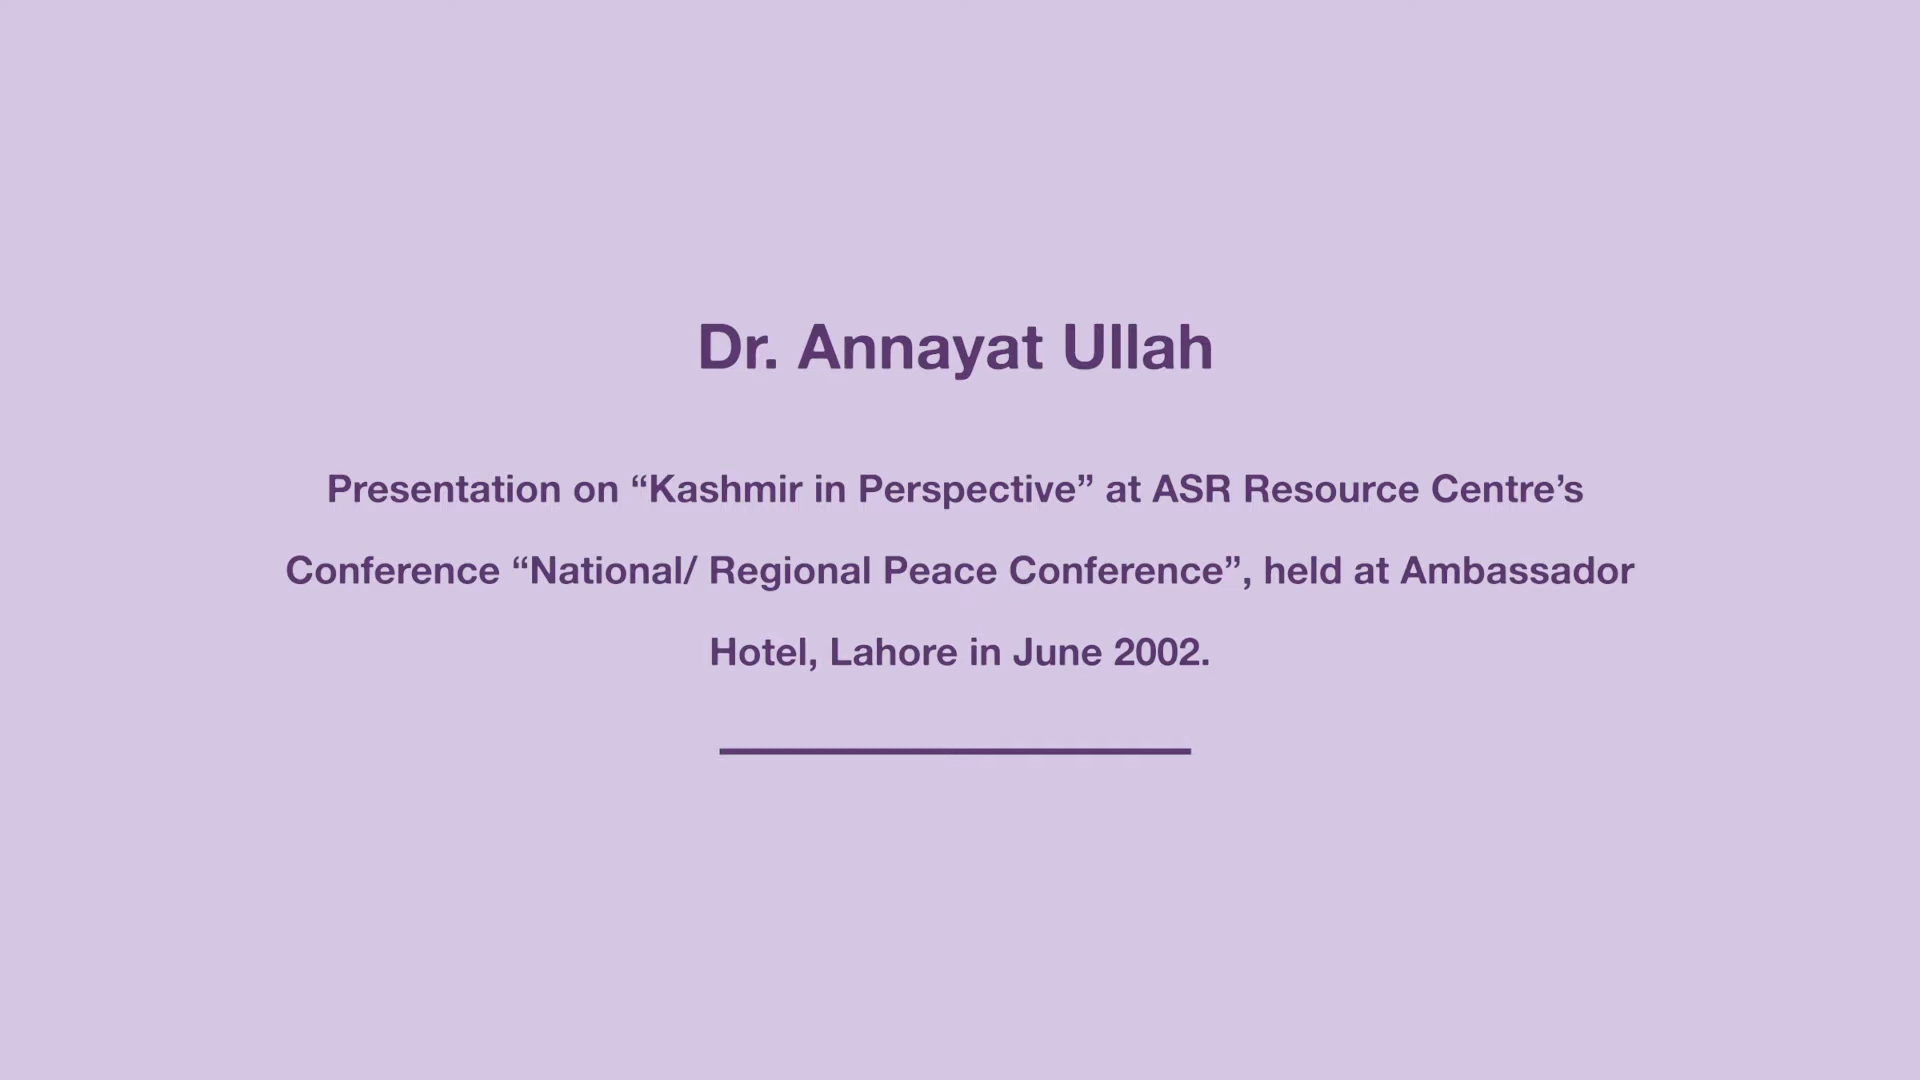 Dr. Annayat Ullah
Presentation on “Kashmir in Perspective” at ASR Resource Centre’s
Conference “National/ Regional Peace Conference”, held at Ambassador
Hotel, Lahore in June 2002.